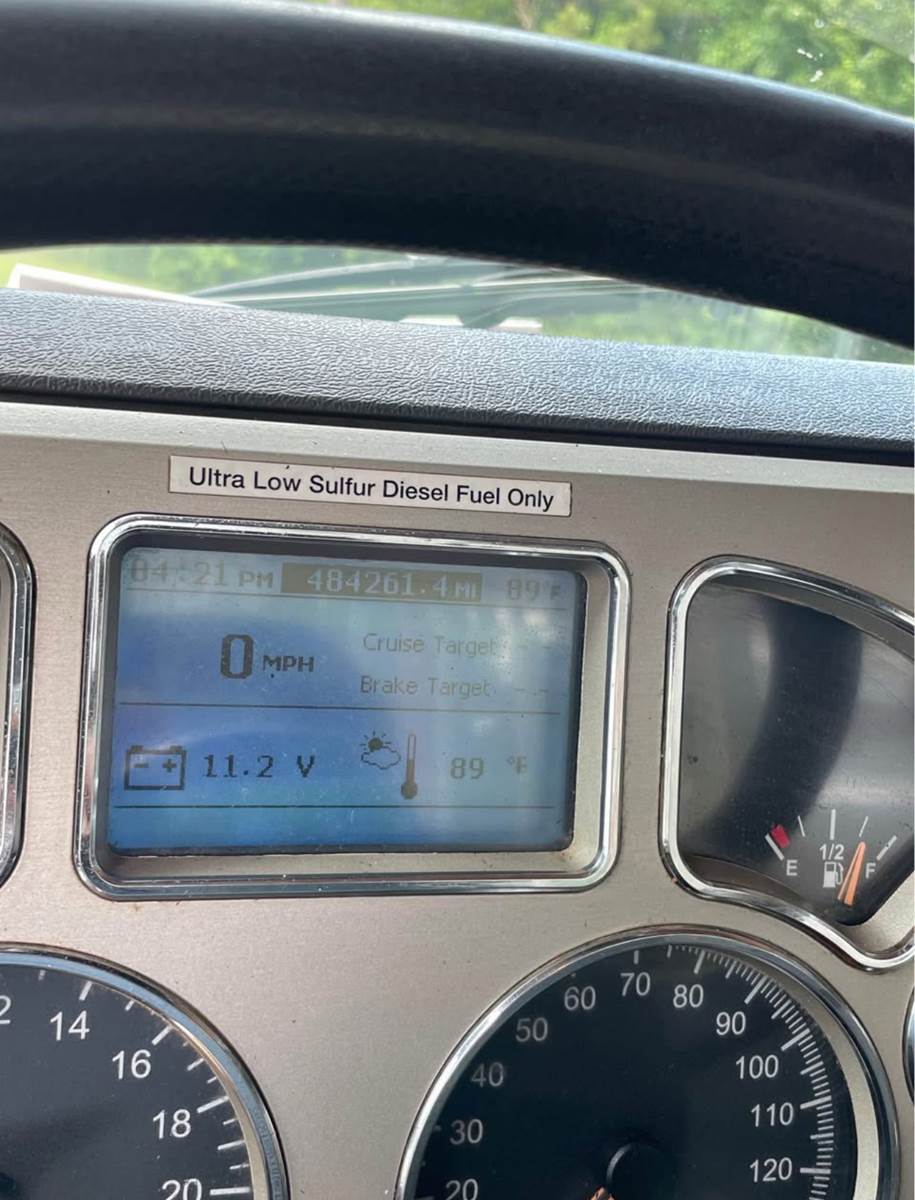 Ultra Low Sulfur Diesel Fuel Only
04:21 PM 484261.4 MI 89°F
0 MPH
Cruise Target - -
Brake Target - -
- + 11.2 V 89 °F
E 1/2 F
14
16
18
20
20
30
40
50
60
70
80
90
100
110
120